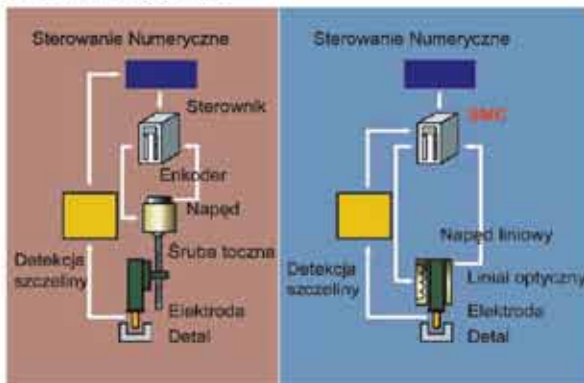 Sterowanie Numeryczne
Sterownik
Enkoder
Napęd
Śruba toczna
Detekcja
szczeliny
Elektroda
Detal
Sterowanie Numeryczne
SMC
Napęd liniowy
Detekcja
szczeliny
Liniał optyczny
Elektroda
Detal